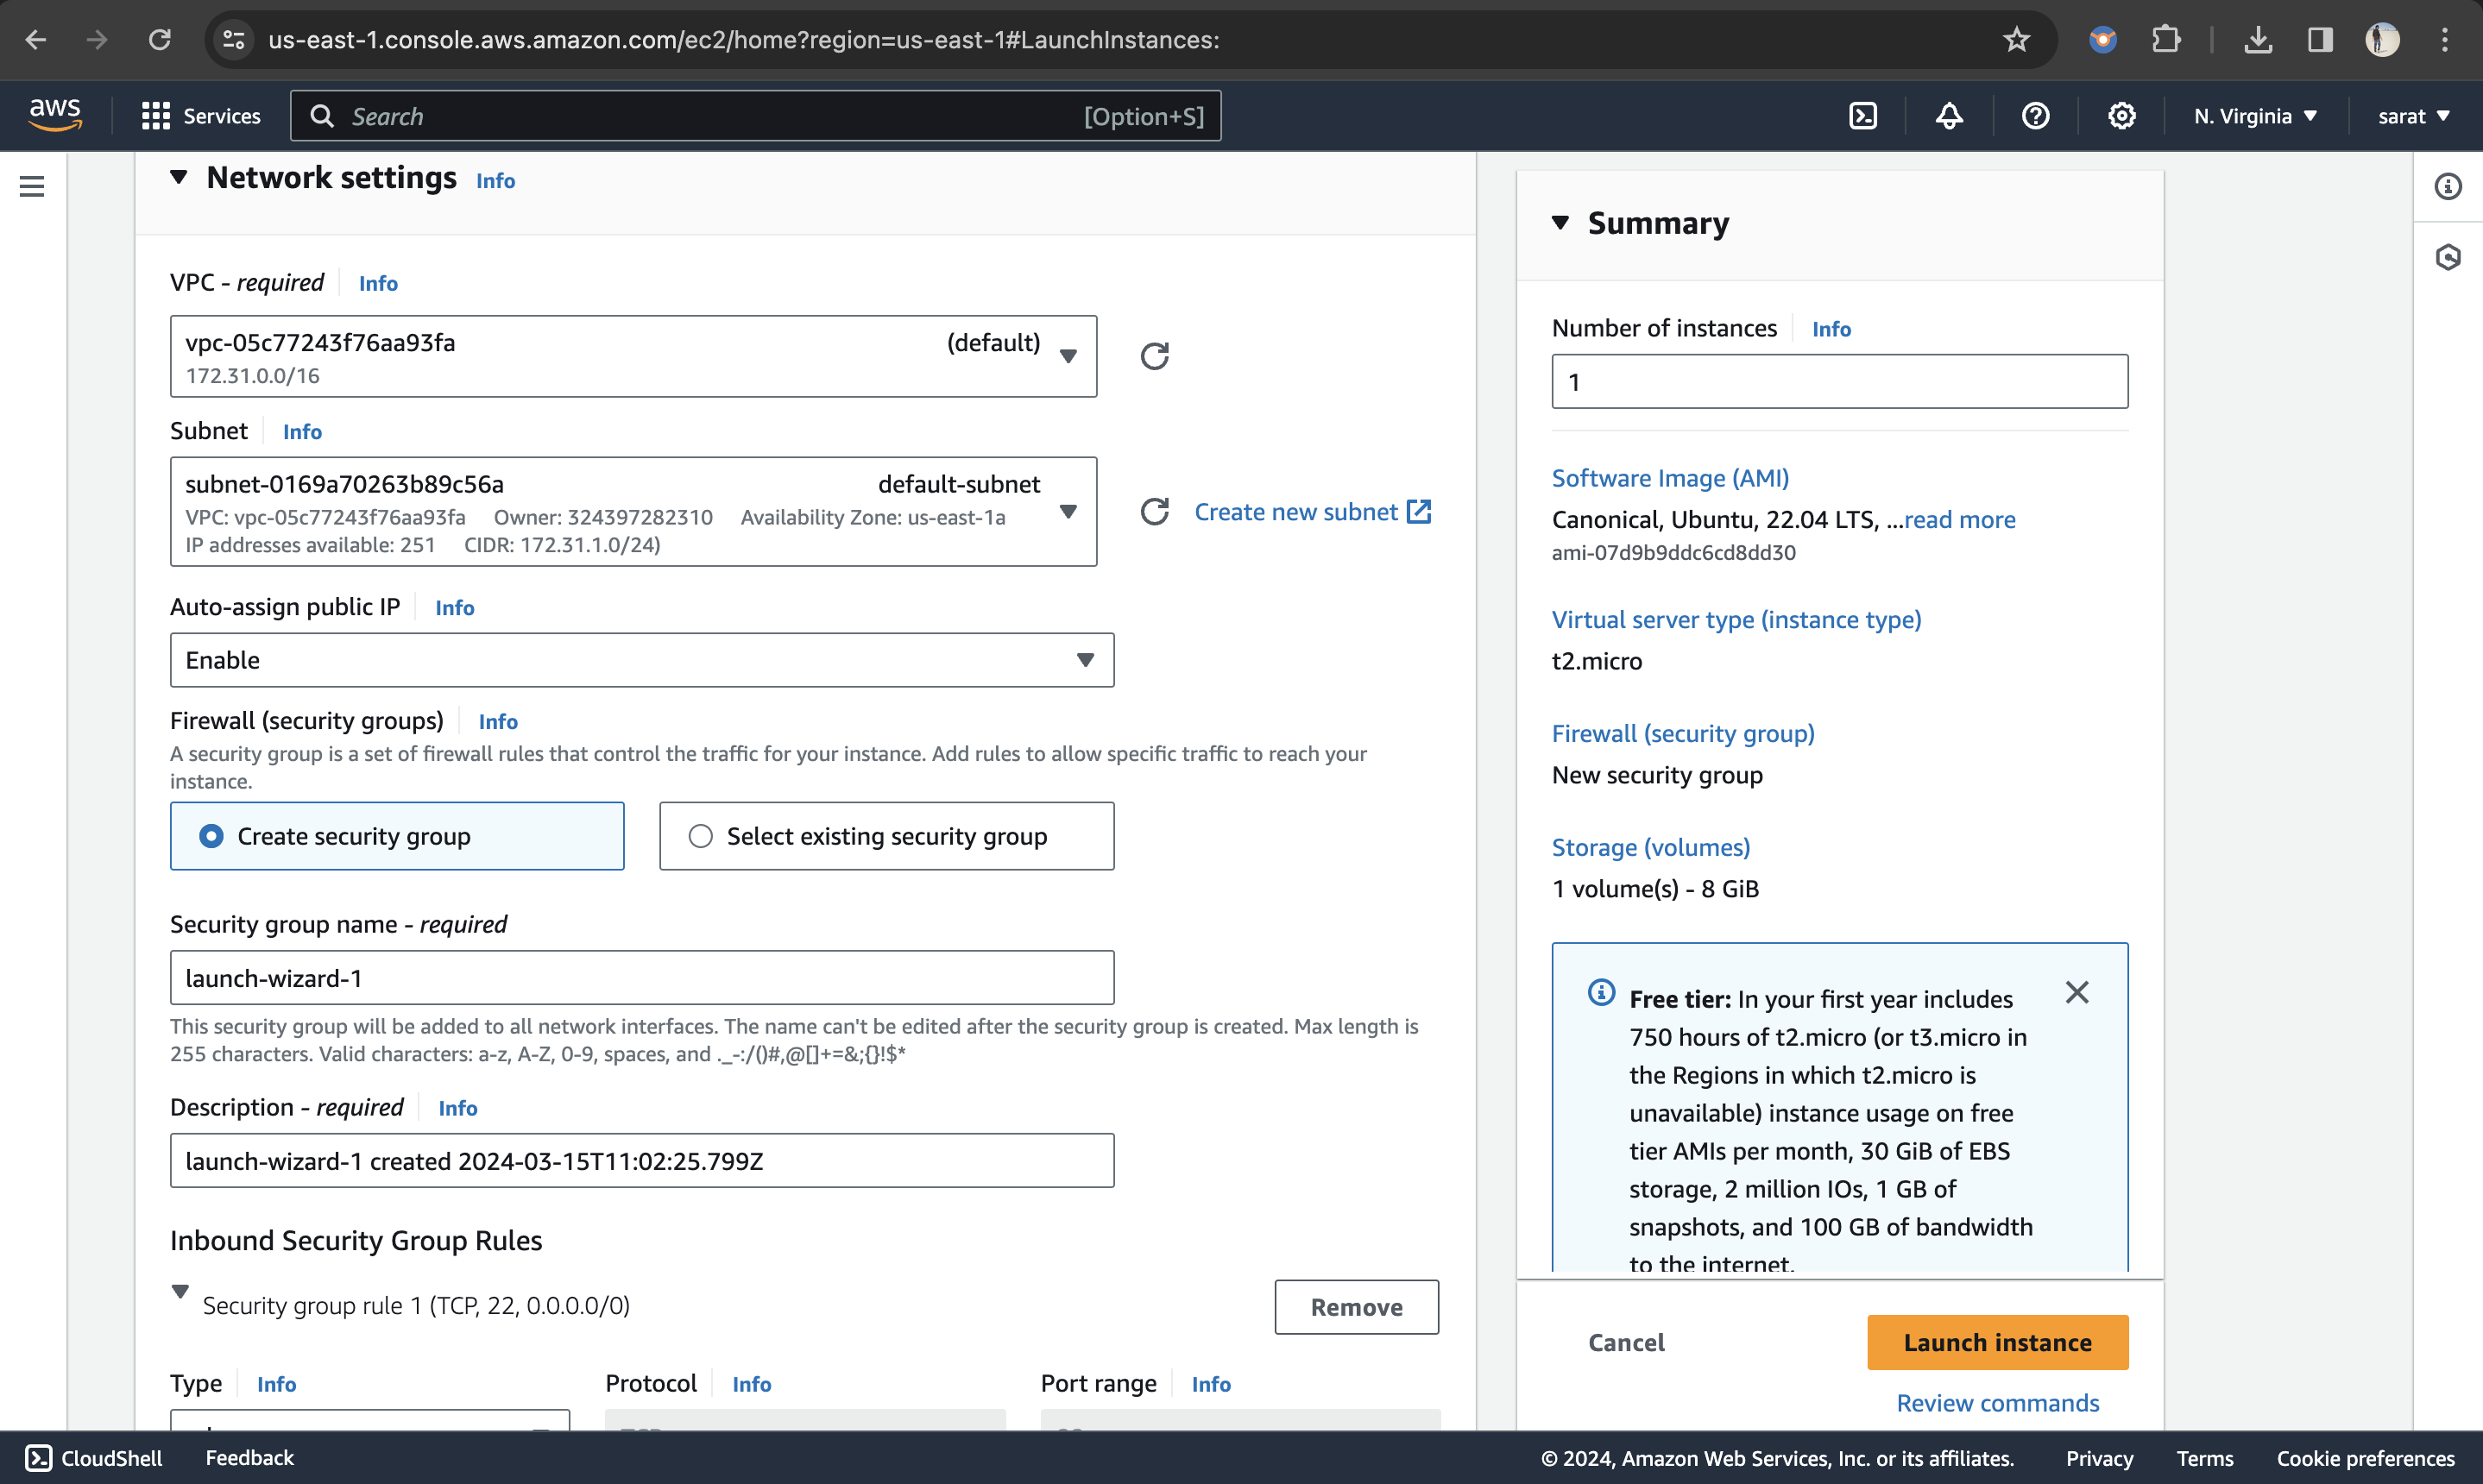 us-east-1.console.aws.amazon.com/ec2/home?region=us-east-1#LaunchInstances:
aws
Services
Search
[Option+S]
N. Virginia
sarat
Network settings Info
VPC - required Info
vpc-05c77243f76aa93fa (default)
172.31.0.0/16
Subnet Info
subnet-0169a70263b89c56a default-subnet
VPC: vpc-05c77243f76aa93fa Owner: 324397282310 Availability Zone: us-east-1a
IP addresses available: 251 CIDR: 172.31.1.0/24)
Create new subnet
Auto-assign public IP Info
Enable
Firewall (security groups) Info
A security group is a set of firewall rules that control the traffic for your instance. Add rules to allow specific traffic to reach your
instance.
Create security group
Select existing security group
Security group name - required
launch-wizard-1
This security group will be added to all network interfaces. The name can't be edited after the security group is created. Max length is
255 characters. Valid characters: a-z, A-Z, 0-9, spaces, and ._-:/()#,@[]+=&;{}!$*
Description - required Info
launch-wizard-1 created 2024-03-15T11:02:25.799Z
Inbound Security Group Rules
Security group rule 1 (TCP, 22, 0.0.0.0/0)
Remove
Type Info
Protocol Info
Port range Info
Summary
Number of instances Info
1
Software Image (AMI)
Canonical, Ubuntu, 22.04 LTS, ...read more
ami-07d9b9ddc6cd8dd30
Virtual server type (instance type)
t2.micro
Firewall (security group)
New security group
Storage (volumes)
1 volume(s) - 8 GiB
Free tier: In your first year includes
750 hours of t2.micro (or t3.micro in
the Regions in which t2.micro is
unavailable) instance usage on free
tier AMIs per month, 30 GiB of EBS
storage, 2 million IOs, 1 GB of
snapshots, and 100 GB of bandwidth
to the internet.
Cancel
Launch instance
Review commands
CloudShell
Feedback
© 2024, Amazon Web Services, Inc. or its affiliates.
Privacy
Terms
Cookie preferences